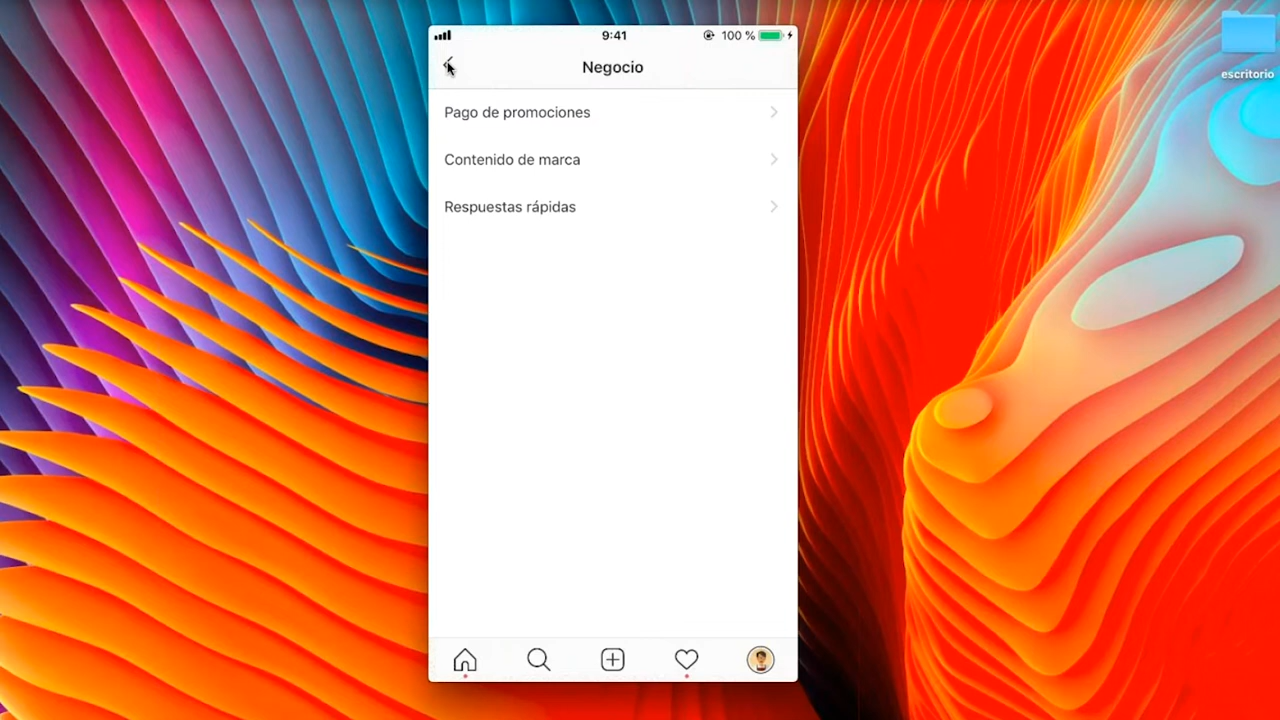 9:41
100 %
Negocio
Pago de promociones
Contenido de marca
Respuestas rápidas
escritorio